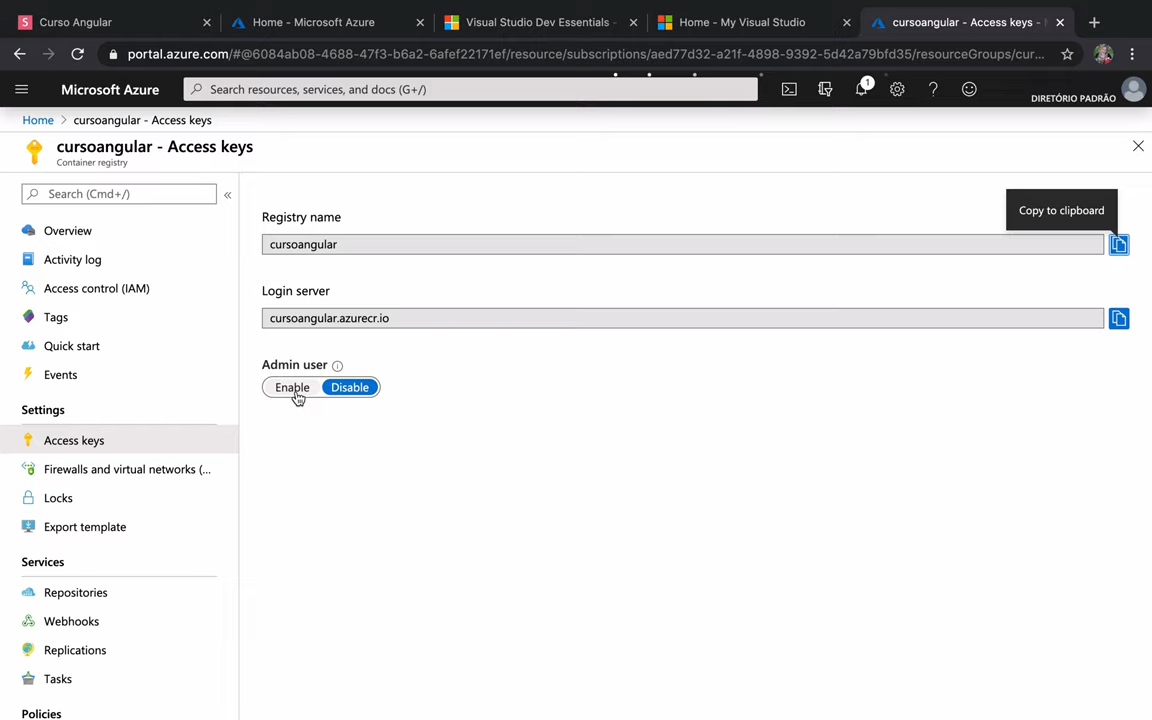 Curso Angular
Home - Microsoft Azure
Visual Studio Dev Essentials -
Home - My Visual Studio
cursoangular - Access keys -
portal.azure.com/#@6084ab08-4688-47f3-b6a2-6afef22171ef/resource/subscriptions/aed77d32-a21f-4898-9392-5d42a79bfd35/resourceGroups/cur...
Microsoft Azure
Search resources, services, and docs (G+/)
1
DIRETÓRIO PADRÃO
Home > cursoangular - Access keys
cursoangular - Access keys
Container registry
Search (Cmd+/)
Overview
Activity log
Access control (IAM)
Tags
Quick start
Events
Settings
Access keys
Firewalls and virtual networks (...
Locks
Export template
Services
Repositories
Webhooks
Replications
Tasks
Policies
Registry name
Copy to clipboard
cursoangular
Login server
cursoangular.azurecr.io
Admin user
Enable Disable